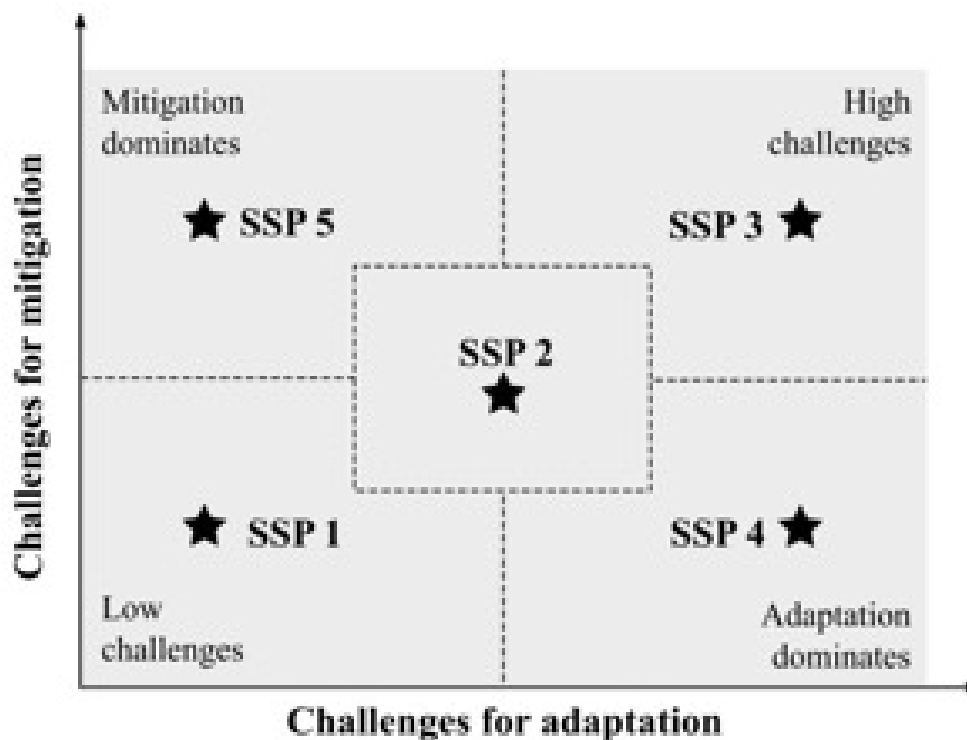 Mitigation
dominates
High
challenges
SSP 5
SSP 3
SSP 2
SSP 1
SSP 4
Low
challenges
Adaptation
dominates
Challenges for mitigation
Challenges for adaptation